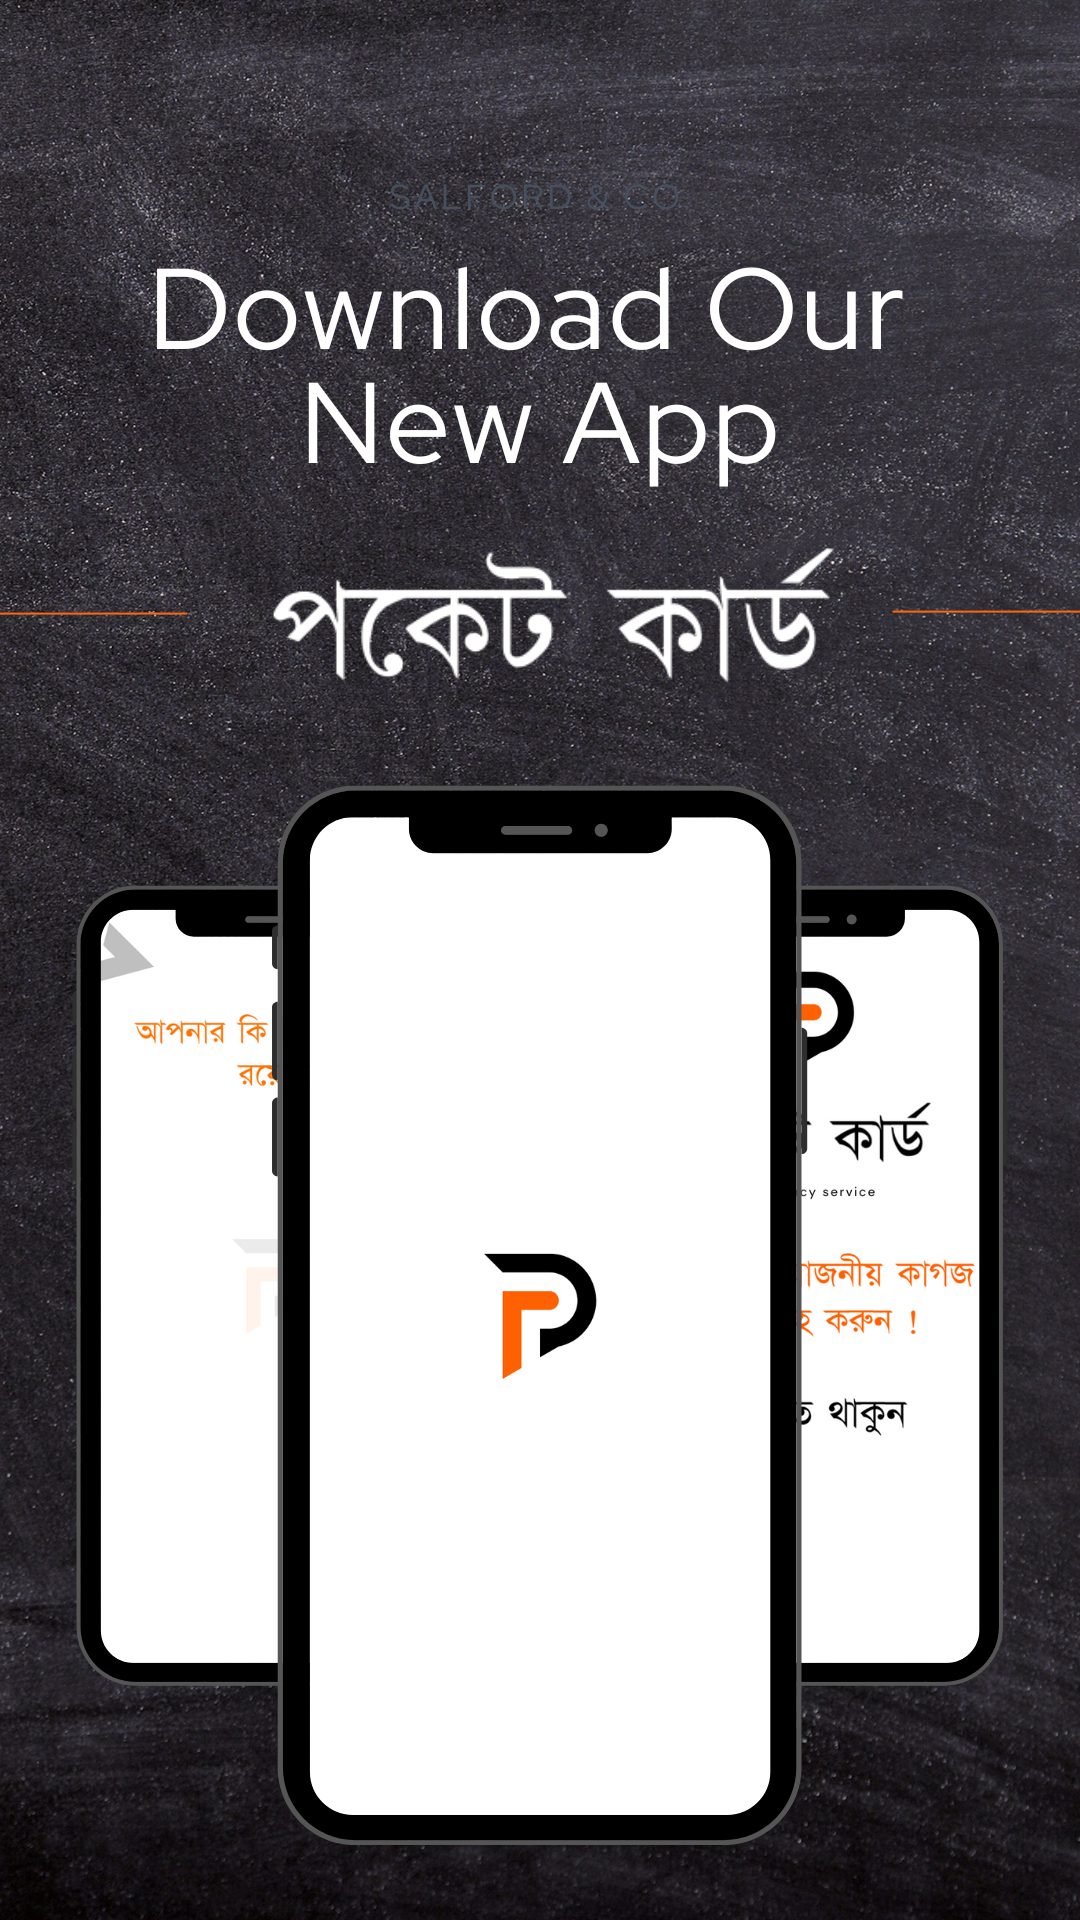 SALFORD & CO
Download Our
New App
পকেট কার্ড
আপনার কি
কার্ড
service
কাগজ
করুন !
থাকুন